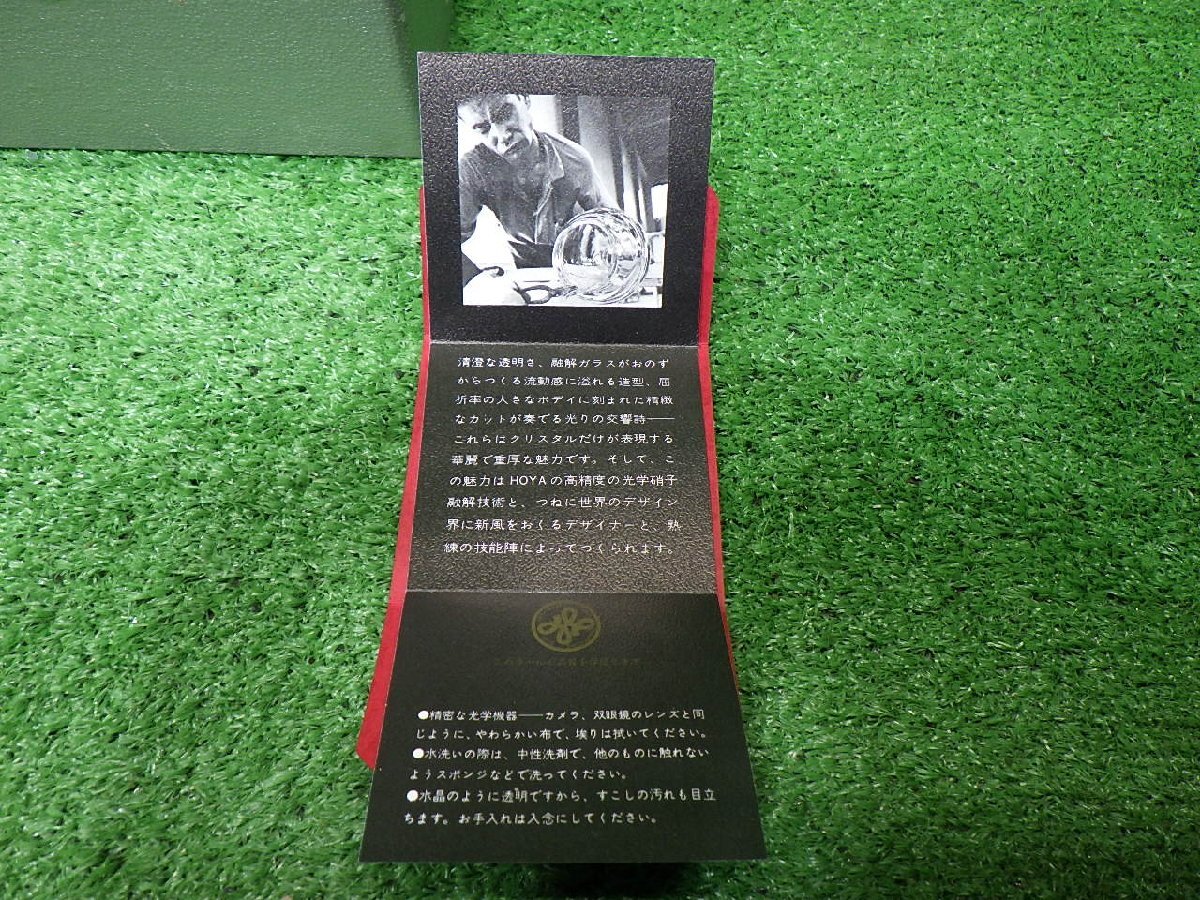 清澄な透明さ、融解ガラスがおのず
からつくる流動感に溢れる造型、屈
折率の大きなボディに刻まれた精緻
なカットが奏でる光りの交響詩──
これらはクリスタルだけが表現する
華麗で重厚な魅力です。そして、こ
の魅力はHOYAの高精度の光学硝子
融解技術と、つねに世界のデザイン
界に新風をおくるデザイナーと、熟
練の技能陣によってつくられます。
●精密な光学機器──カメラ、双眼鏡のレンズと同
じように、やわらかい布で、埃りは拭いてください。
●水洗いの際は、中性洗剤で、他のものに触れない
ようスポンジなどで洗ってください。
●水晶のように透明ですから、すこしの汚れも目立
ちます。お手入れは入念にしてください。